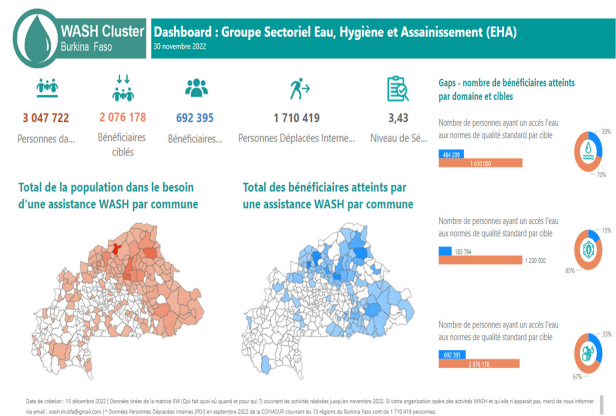 WASH Cluster
Burkina Faso
Dashboard : Groupe Sectoriel Eau, Hygiène et Assainissement (EHA)
30 novembre 2022
3 047 722
Personnes da...
2 076 178
Bénéficiaires
ciblés
692 395
Bénéficiaires...
1 710 419
Personnes Déplacées Interne...
3,43
Niveau de Sé...
Gaps - nombre de bénéficiaires atteints
par domaine et cibles
Nombre de personnes ayant un accès l'eau
aux normes de qualité standard par cible
484 209
1 610 000
30%
70%
Total de la population dans le besoin
d'une assistance WASH par commune
Total des bénéficiaires atteints par
une assistance WASH par commune
Nombre de personnes ayant un accès l'eau
aux normes de qualité standard par cible
1 200 000
15%
85%
Nombre de personnes ayant un accès l'eau
aux normes de qualité standard par cible
692 395
2 076 178
33%
67%
Date de création : 15 décembre 2022 | Données tirées de la matrice 5W (Qui fait quoi où quand et pour qui ?) couvrant les activités réalisées jusqu'en novembre 2022. Si votre organisation opère des activités WASH et qu'elle n'apparait pas, merci de nous informer
via email : wash.im.bfa@gmail.com | * Données Personnes Déplacées Internes (PDI) en septembre 2022 de la CONASUR couvrant les 13 régions du Burkina Faso sont de 1 710 419 personnes.